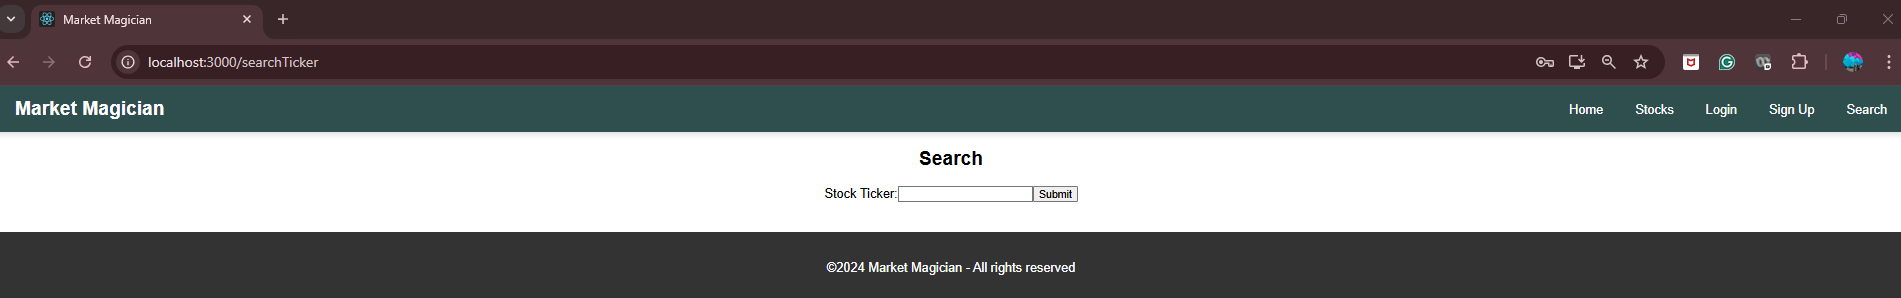 Market Magician
localhost:3000/searchTicker
Market Magician
Home Stocks Login Sign Up Search
Search
Stock Ticker: Submit
©2024 Market Magician - All rights reserved